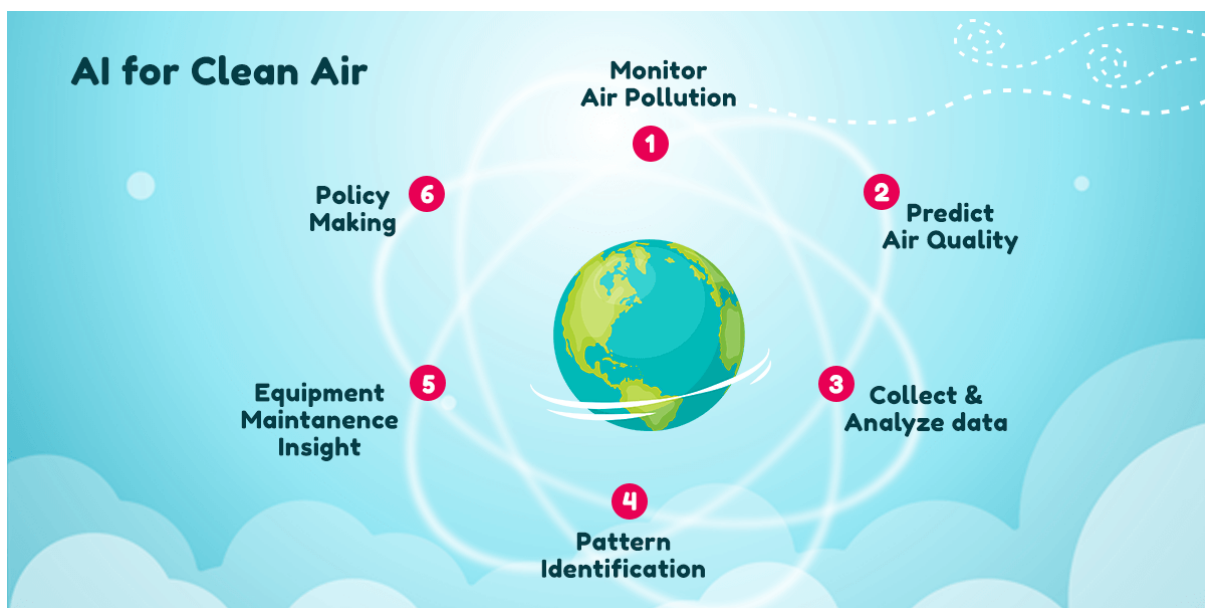 AI for Clean Air
Monitor
Air Pollution
1
2
Predict
Air Quality
3
Collect &
Analyze data
4
Pattern
Identification
5
Equipment
Maintanence
Insight
6
Policy
Making